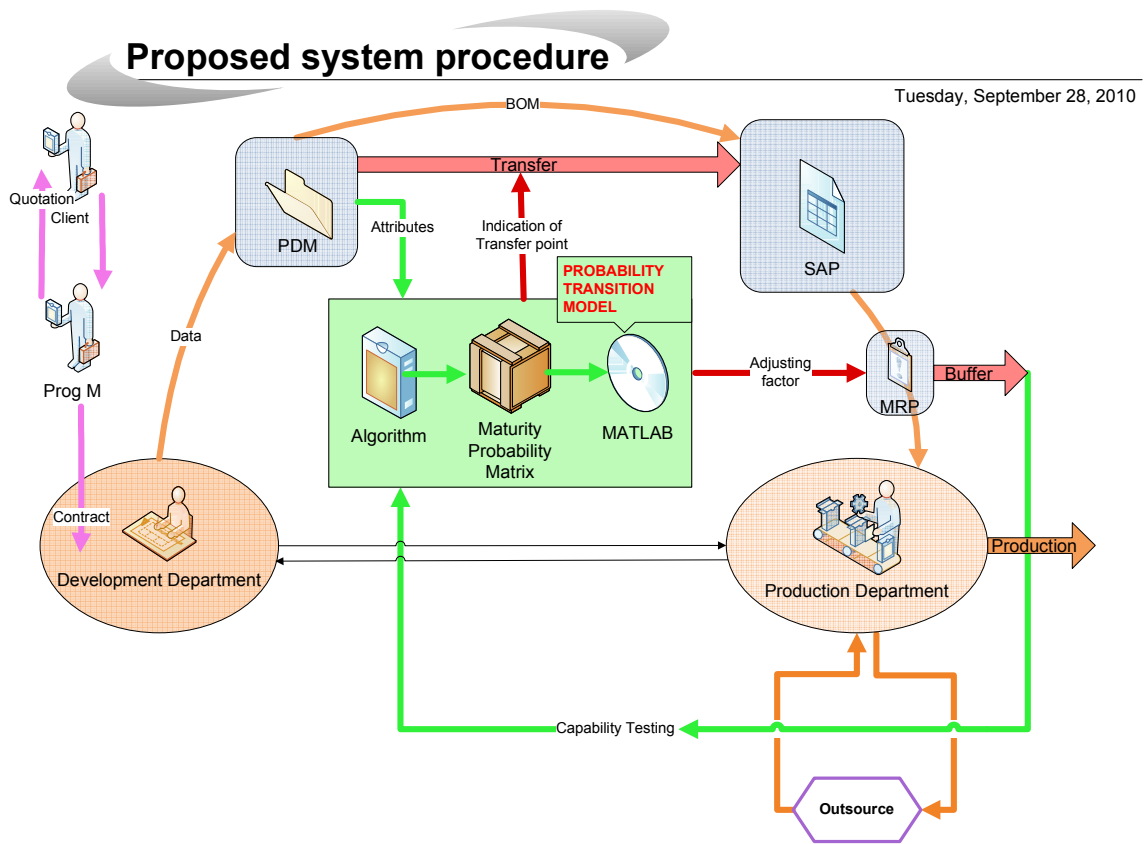 Proposed system procedure
Tuesday, September 28, 2010
BOM
Transfer
Quotation
Client
PDM
Attributes
Indication of
Transfer point
SAP
PROBABILITY
TRANSITION
MODEL
Data
Prog M
Adjusting
factor
Buffer
MRP
Algorithm
Maturity
Probability
Matrix
MATLAB
Contract
Development Department
Production
Production Department
Capability Testing
Outsource